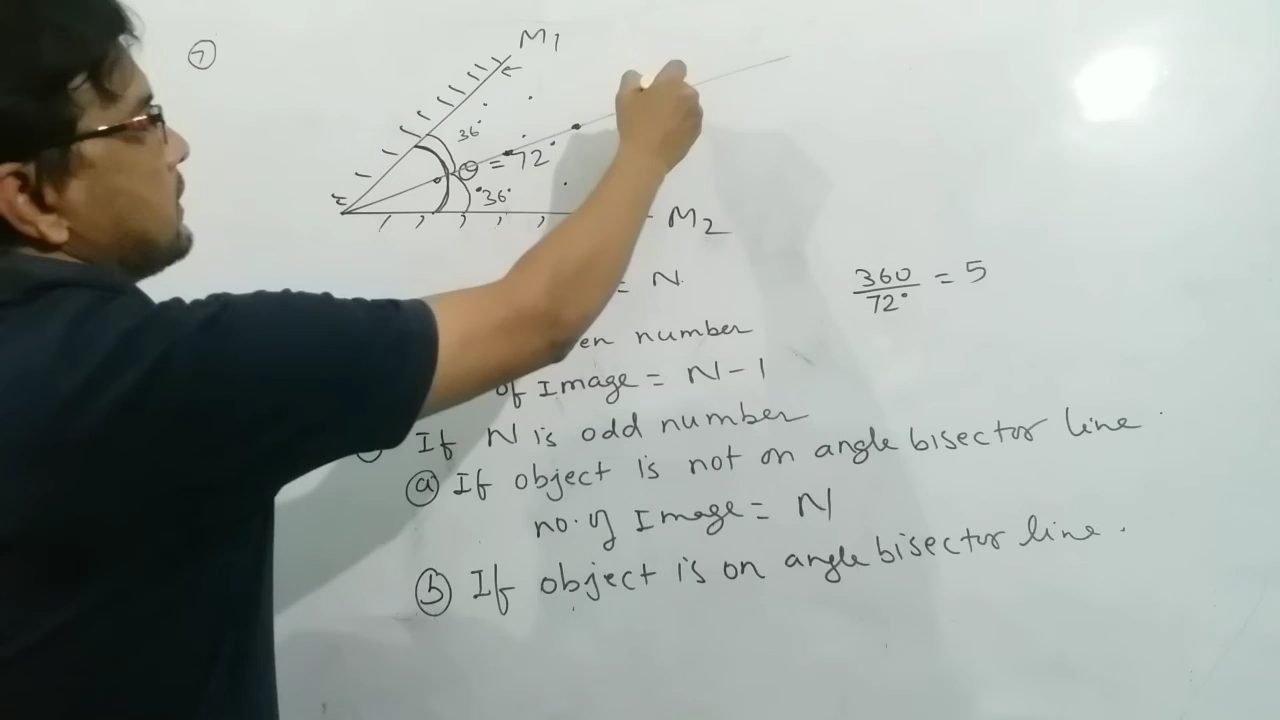 7
M1
36°
θ = 72°
36°
M2
= N
360/72° = 5
en number
of Image = N-1
If N is odd number
(a) If object is not on angle bisector line
no. of Image = N
(b) If object is on angle bisector line.